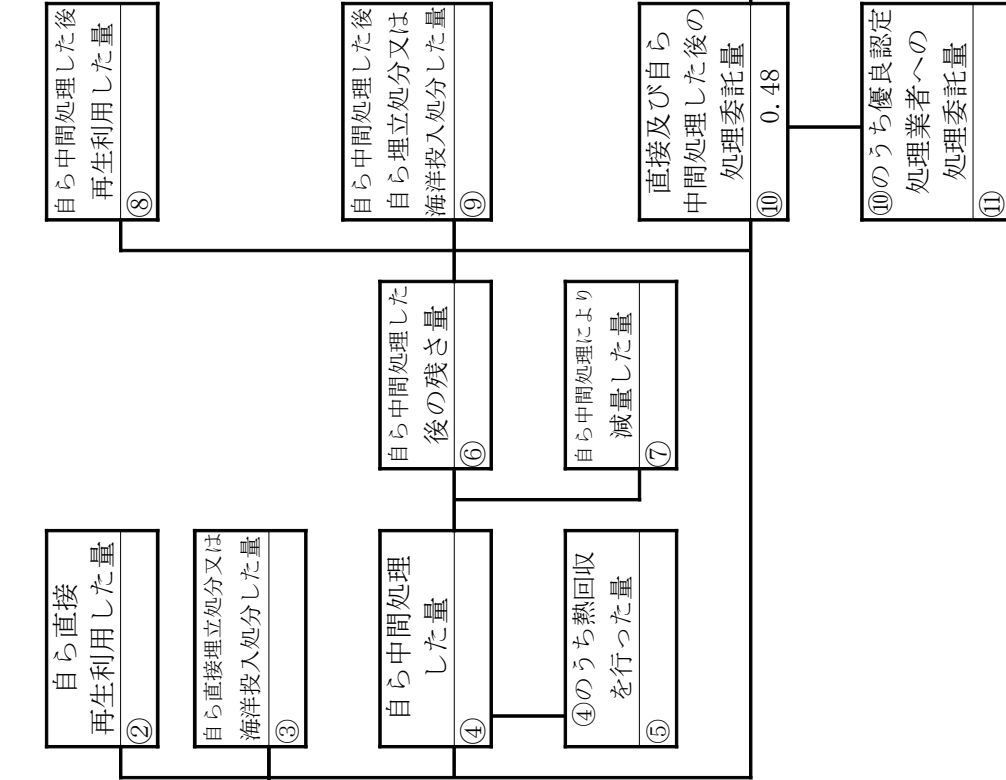 自ら直接
再生利用した量
②
自ら直接埋立処分又は
海洋投入処分した量
③
自ら中間処理
した量
④
④のうち熱回収
を行った量
⑤
自ら中間処理した
後の残さ量
⑥
自ら中間処理により
減量した量
⑦
自ら中間処理した後
再生利用した量
⑧
自ら中間処理した後
自ら埋立処分又は
海洋投入処分した量
⑨
直接及び自ら
中間処理した後の
処理委託量
⑩ 0.48
⑩のうち優良認定
処理業者への
処理委託量
⑪